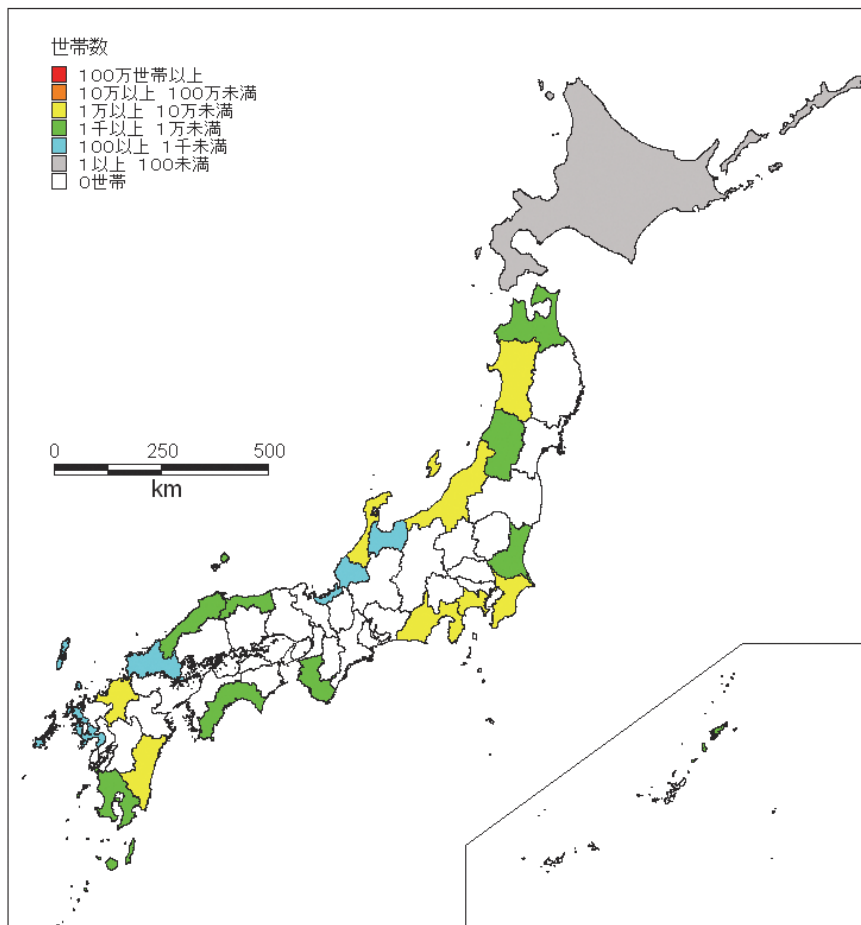 世帯数
100万世帯以上
10万以上 100万未満
1万以上 10万未満
1千以上 1万未満
100以上 1千未満
1以上 100未満
0世帯
0 250 500
km